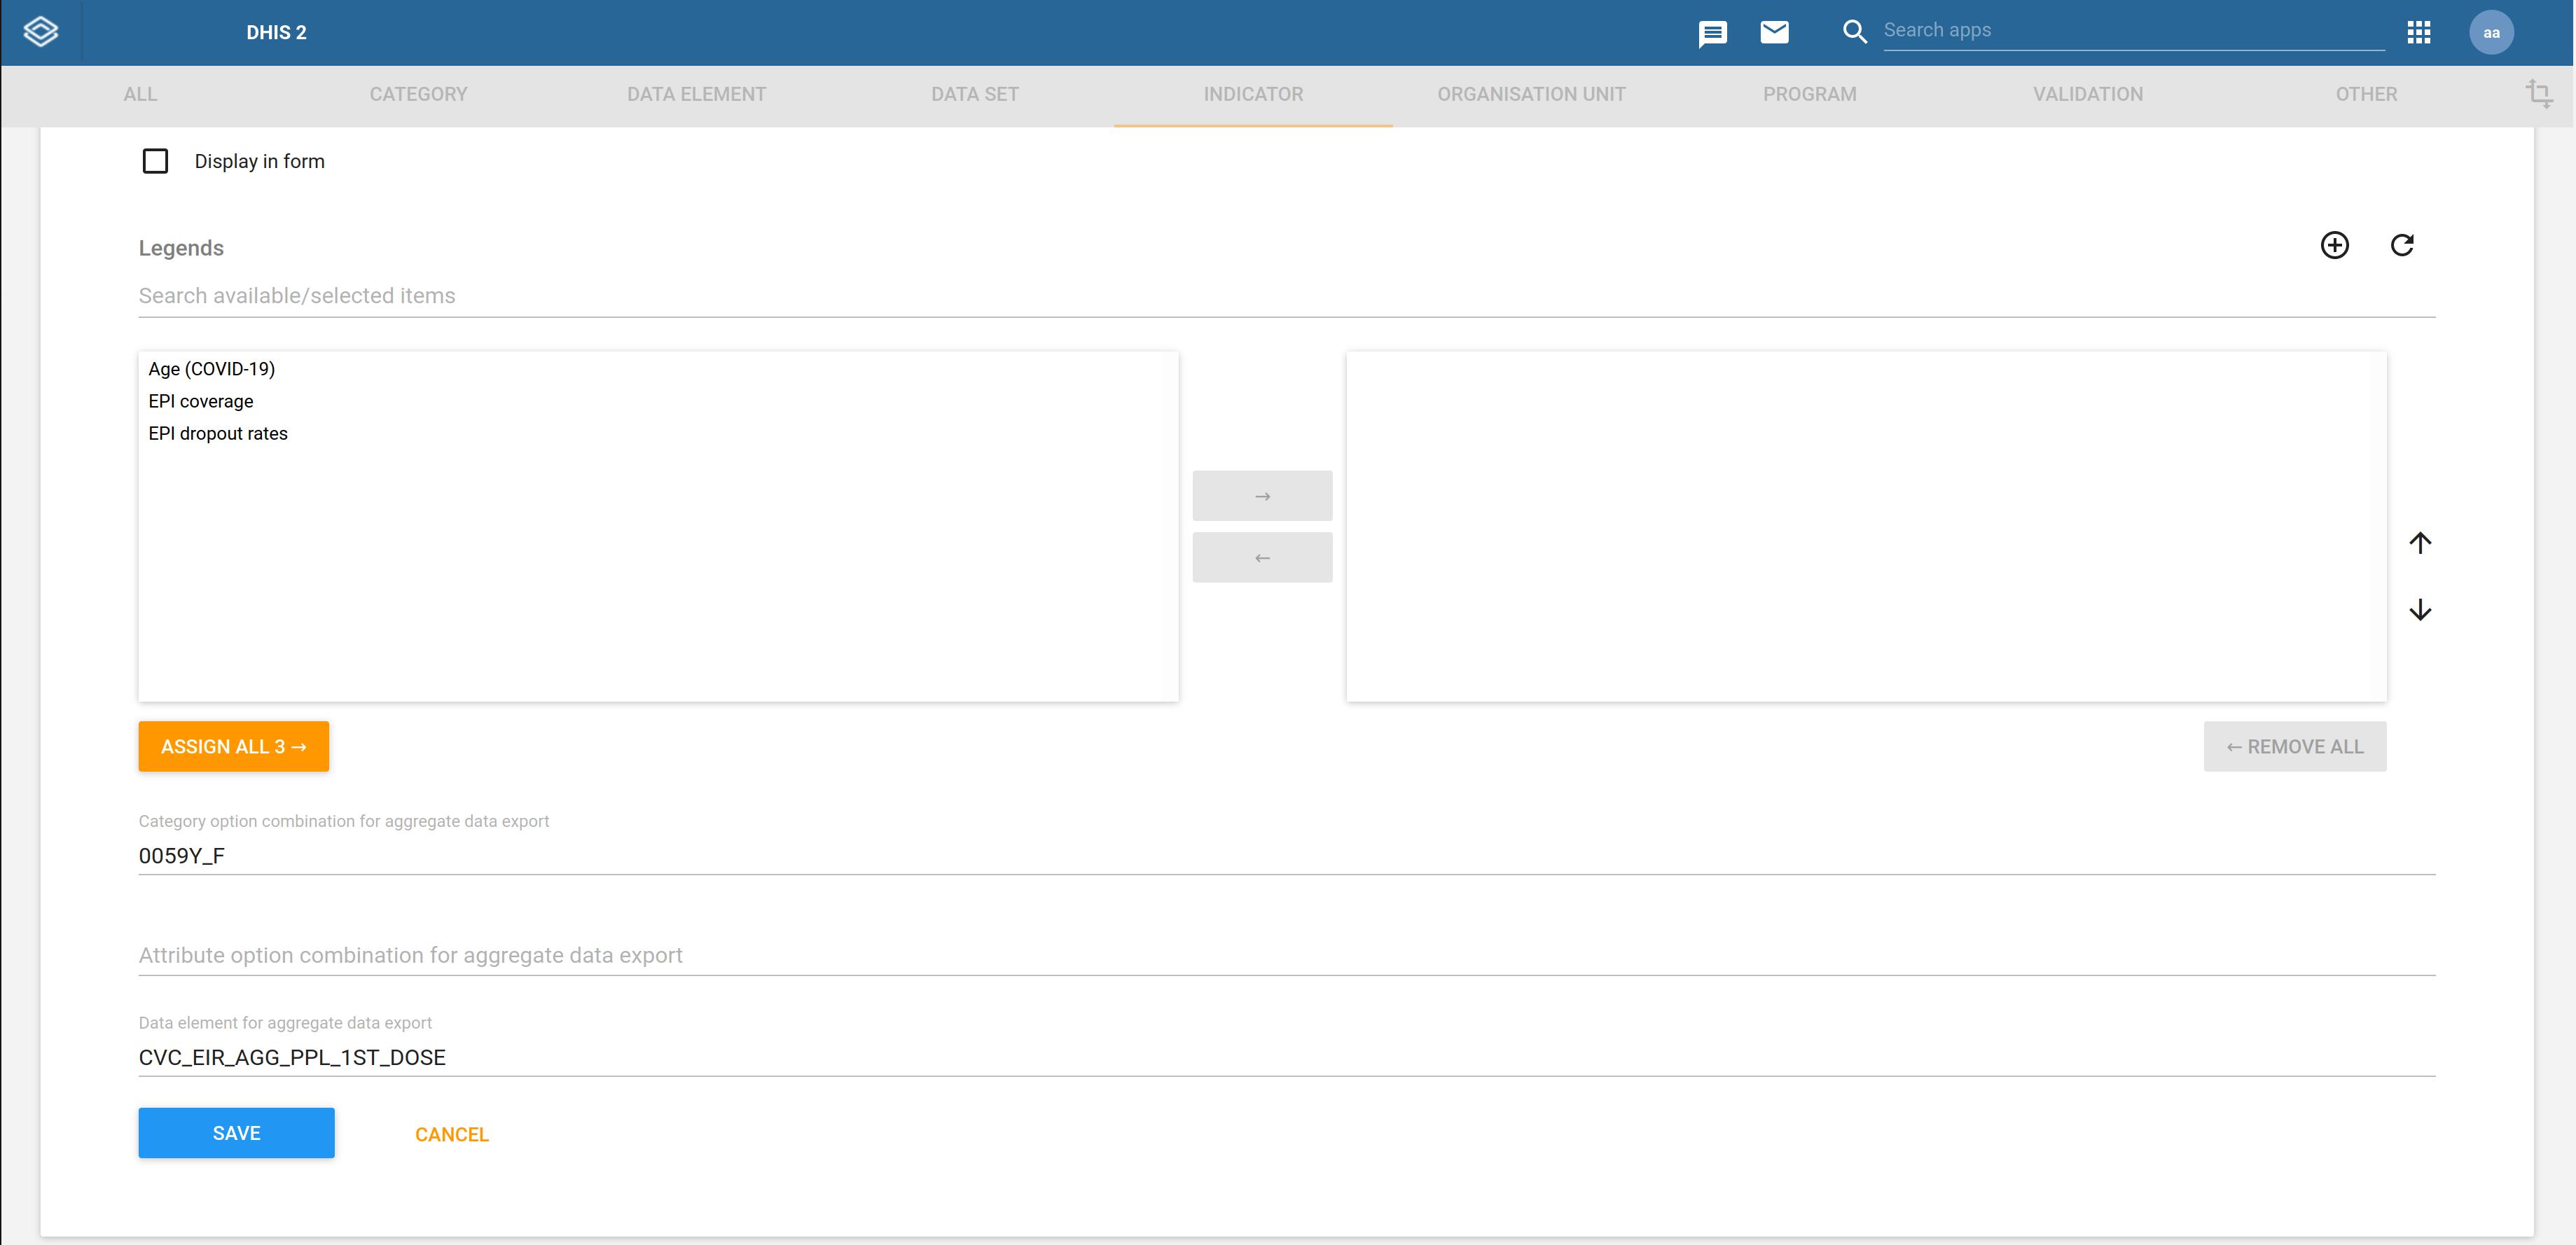 DHIS 2
Search apps
aa
ALL CATEGORY DATA ELEMENT DATA SET INDICATOR ORGANISATION UNIT PROGRAM VALIDATION OTHER
Display in form
Legends
Search available/selected items
Age (COVID-19)
EPI coverage
EPI dropout rates
→
←
ASSIGN ALL 3 →
← REMOVE ALL
Category option combination for aggregate data export
0059Y_F
Attribute option combination for aggregate data export
Data element for aggregate data export
CVC_EIR_AGG_PPL_1ST_DOSE
SAVE CANCEL